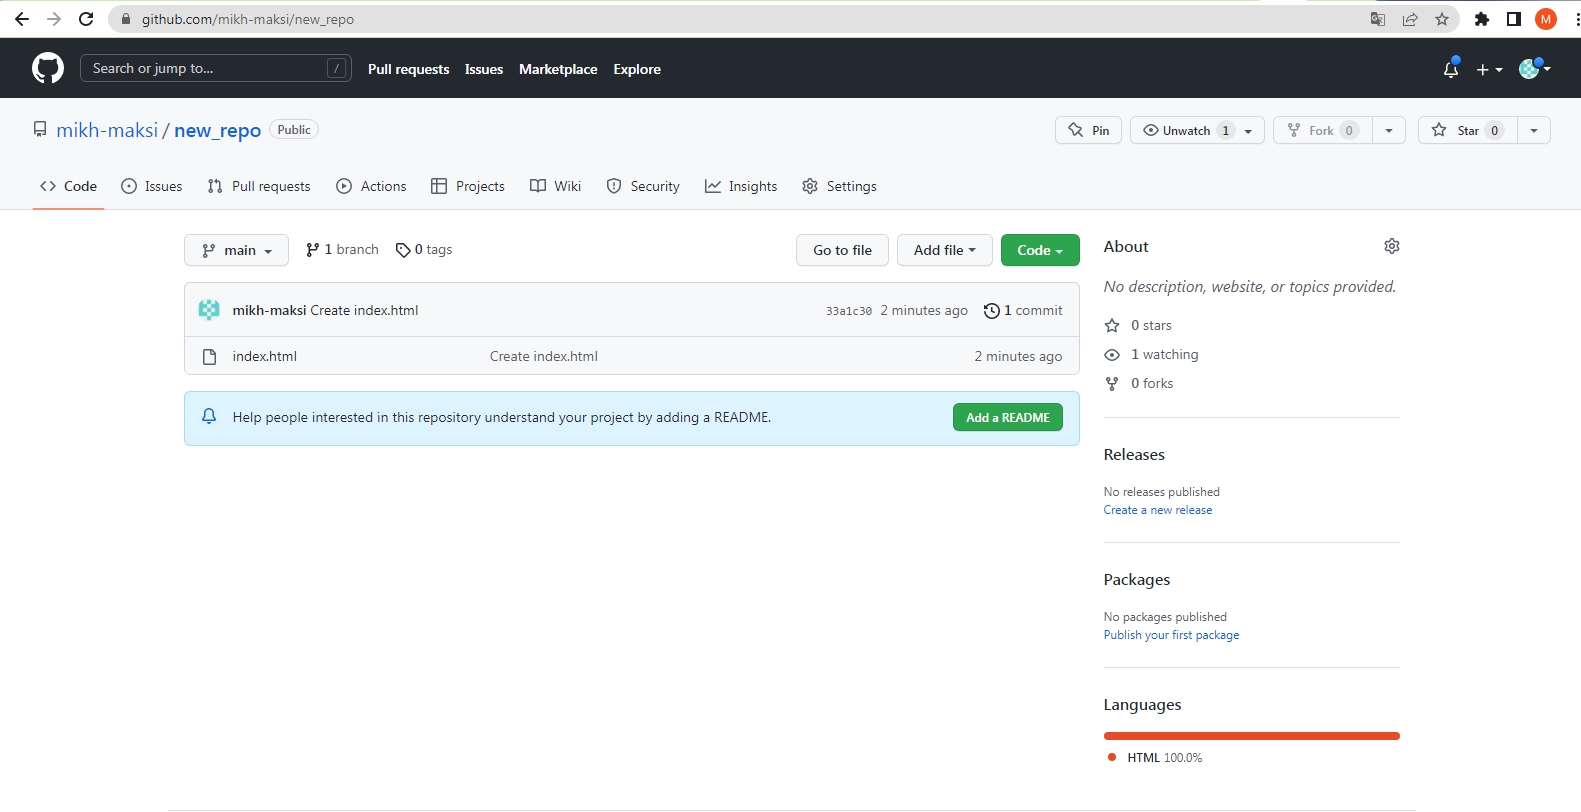 github.com/mikh-maksi/new_repo
M
Search or jump to... /
Pull requests Issues Marketplace Explore
mikh-maksi / new_repo Public
Pin Unwatch 1 Fork 0 Star 0
Code Issues Pull requests Actions Projects Wiki Security Insights Settings
main 1 branch 0 tags Go to file Add file Code
mikh-maksi Create index.html 33a1c30 2 minutes ago 1 commit
index.html Create index.html 2 minutes ago
Help people interested in this repository understand your project by adding a README. Add a README
About
No description, website, or topics provided.
0 stars
1 watching
0 forks
Releases
No releases published
Create a new release
Packages
No packages published
Publish your first package
Languages
HTML 100.0%